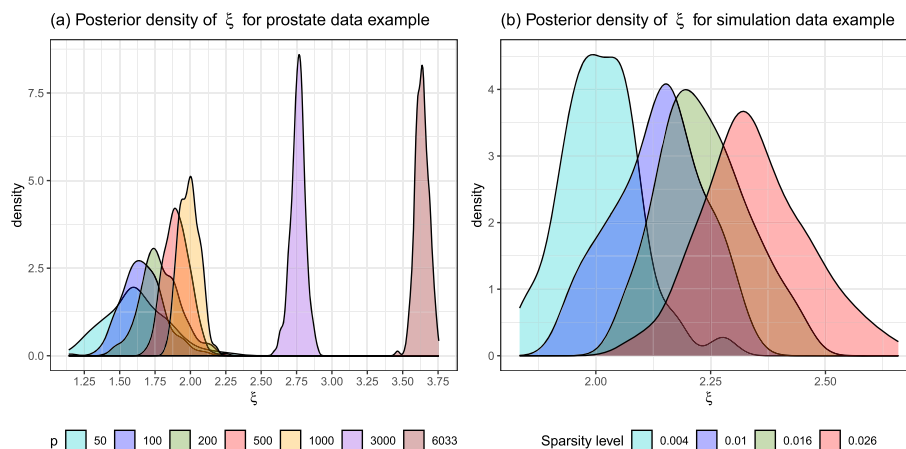 (a) Posterior density of ξ for prostate data example
(b) Posterior density of ξ for simulation data example
density
7.5
5.0
2.5
0.0
1.25 1.50 1.75 2.00 2.25 2.50 2.75 3.00 3.25 3.50 3.75
ξ
p 50 100 200 500 1000 3000 6033
density
4
3
2
1
0
2.00 2.25 2.50
ξ
Sparsity level 0.004 0.01 0.016 0.026